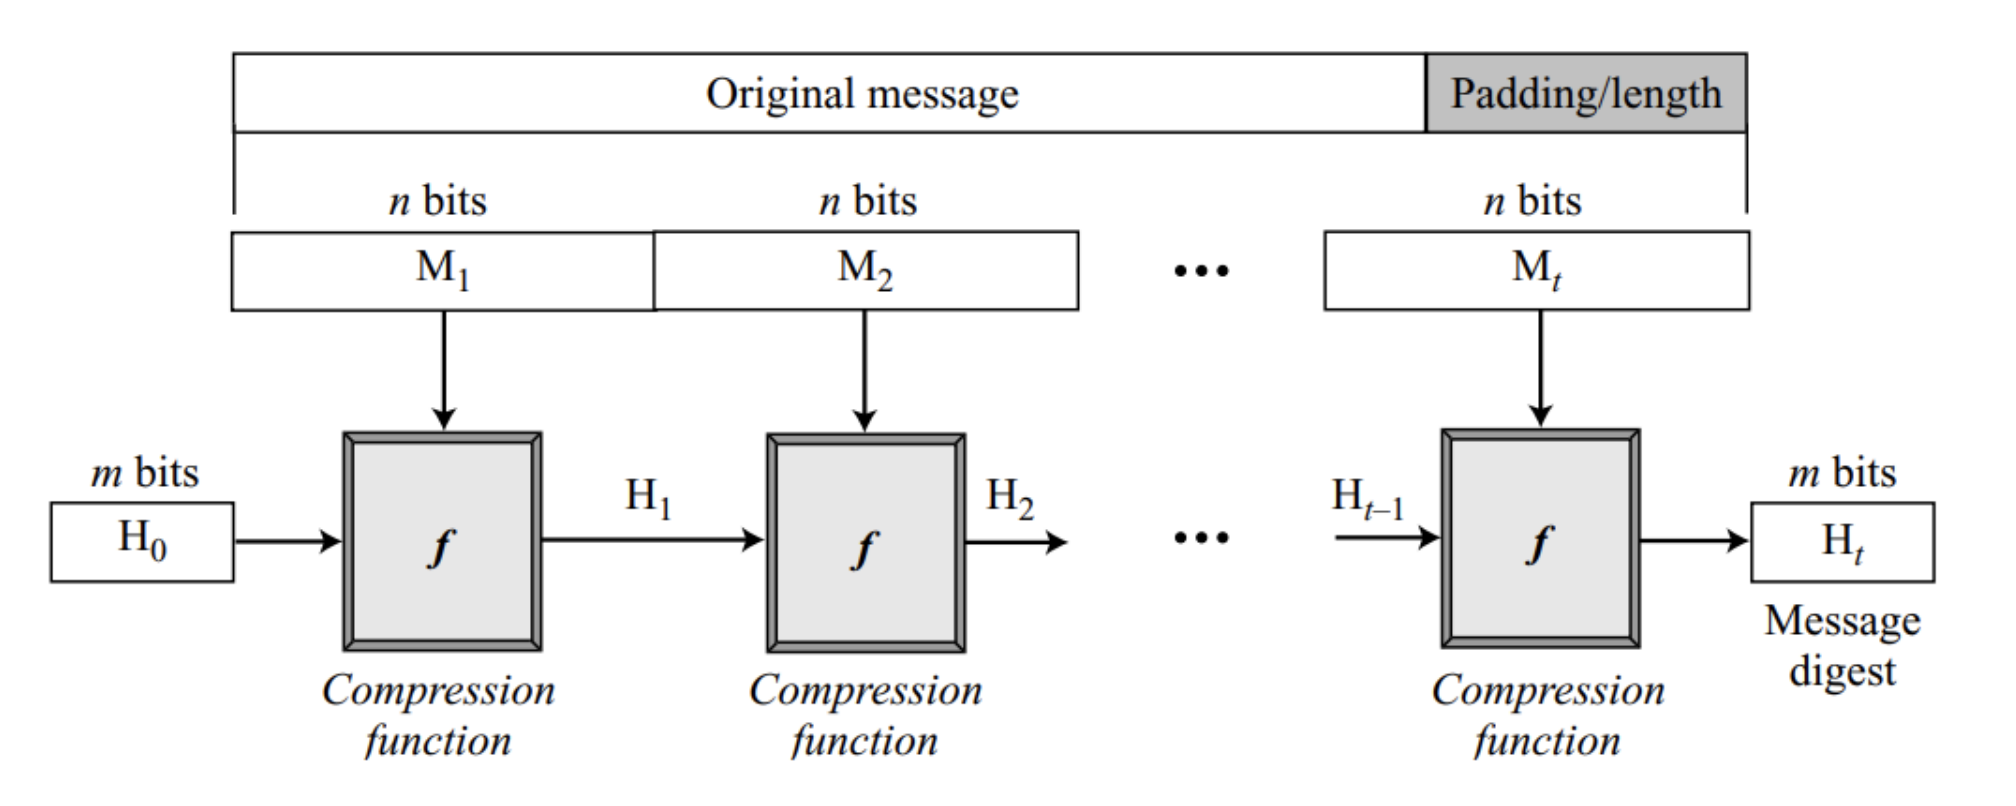 Original message Padding/length
n bits n bits n bits
M₁ M₂ ••• Mₜ
m bits H₁ H₂ Hₜ₋₁ m bits
H₀ f f ••• f Hₜ
Message
digest
Compression Compression Compression
function function function